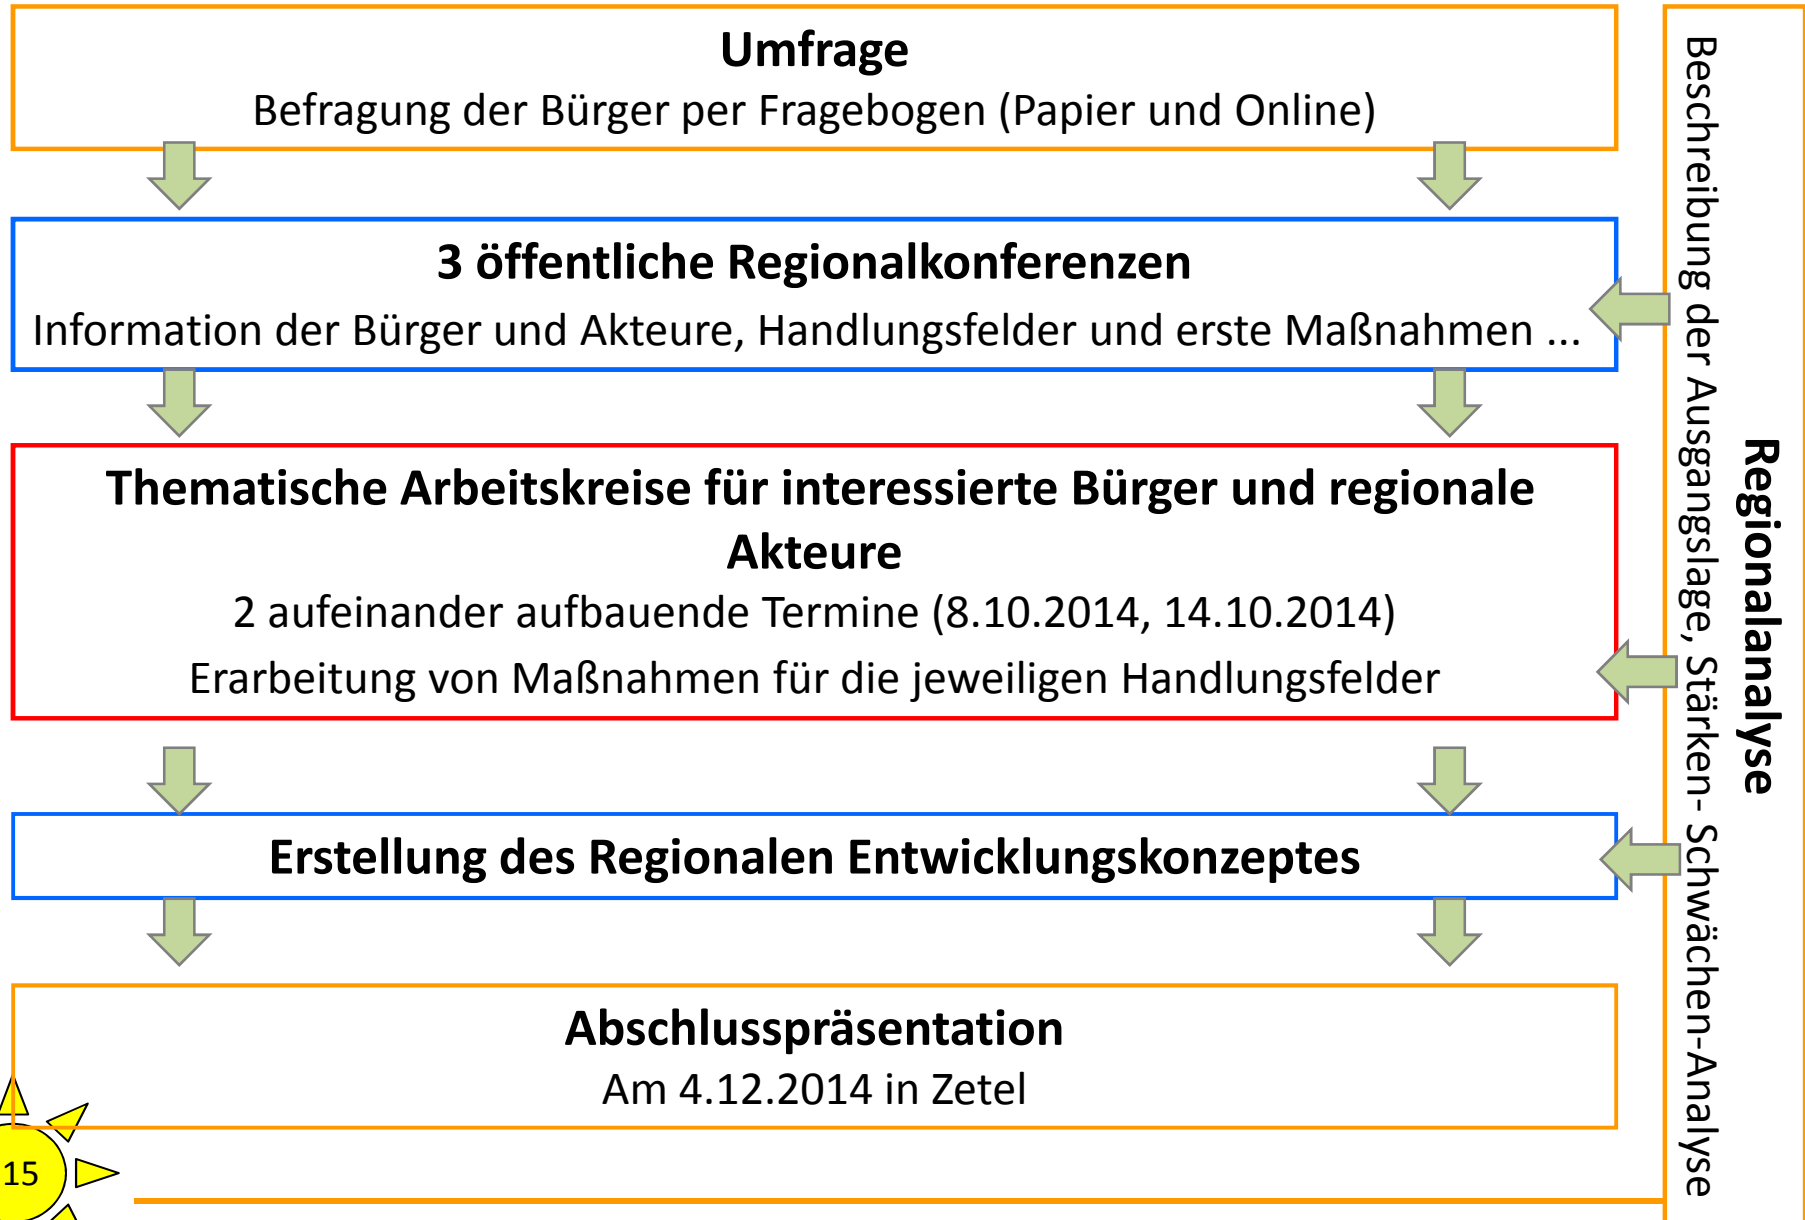 Umfrage
Befragung der Bürger per Fragebogen (Papier und Online)
3 öffentliche Regionalkonferenzen
Information der Bürger und Akteure, Handlungsfelder und erste Maßnahmen ...
Thematische Arbeitskreise für interessierte Bürger und regionale
Akteure
2 aufeinander aufbauende Termine (8.10.2014, 14.10.2014)
Erarbeitung von Maßnahmen für die jeweiligen Handlungsfelder
Erstellung des Regionalen Entwicklungskonzeptes
Abschlusspräsentation
Am 4.12.2014 in Zetel
15
Regionalanalyse
Beschreibung der Ausgangslage, Stärken- Schwächen-Analyse